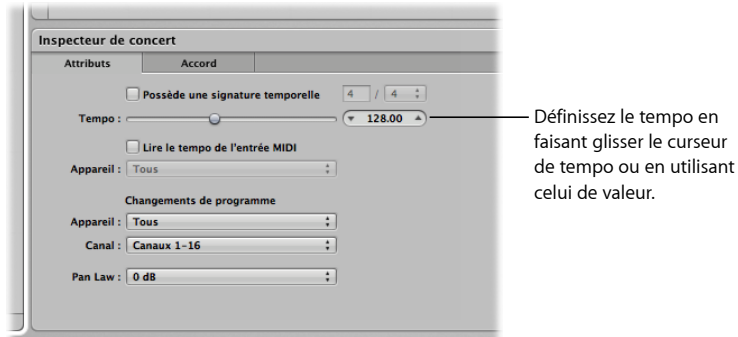 Inspecteur de concert
Attributs Accord
Possède une signature temporelle 4 / 4
Tempo : 128.00
Lire le tempo de l'entrée MIDI
Appareil : Tous
Changements de programme
Appareil : Tous
Canal : Canaux 1-16
Pan Law : 0 dB
Définissez le tempo en
faisant glisser le curseur
de tempo ou en utilisant
celui de valeur.